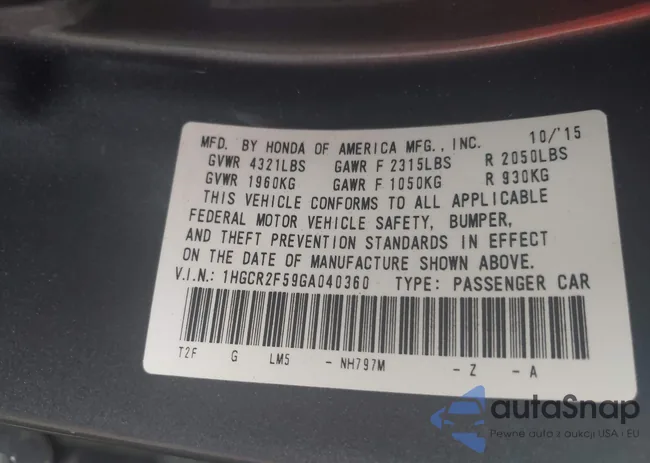 MFD. BY HONDA OF AMERICA MFG., INC. 10/'15
GVWR 4321LBS GAWR F 2315LBS R 2050LBS
GVWR 1960KG GAWR F 1050KG R 930KG
THIS VEHICLE CONFORMS TO ALL APPLICABLE
FEDERAL MOTOR VEHICLE SAFETY, BUMPER,
AND THEFT PREVENTION STANDARDS IN EFFECT
ON THE DATE OF MANUFACTURE SHOWN ABOVE.
V.I.N.: 1HGCR2F59GA040360 TYPE: PASSENGER CAR
T2F G LM5 - NH797M - Z - A
autaSnap
Pewne auto z aukcji USA i EU